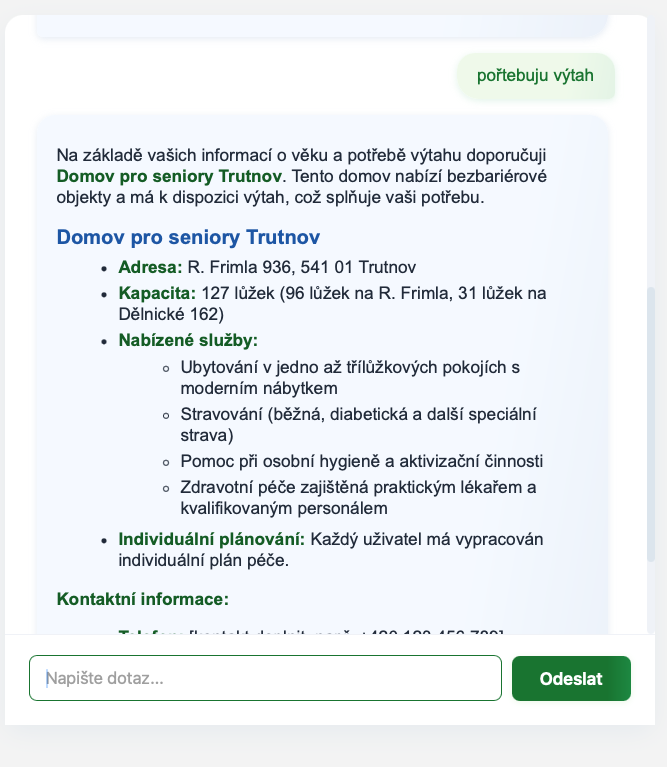 pořtebuju výtah
Na základě vašich informací o věku a potřebě výtahu doporučuji
Domov pro seniory Trutnov. Tento domov nabízí bezbariérové
objekty a má k dispozici výtah, což splňuje vaši potřebu.
Domov pro seniory Trutnov
• Adresa: R. Frimla 936, 541 01 Trutnov
• Kapacita: 127 lůžek (96 lůžek na R. Frimla, 31 lůžek na
Dělnické 162)
• Nabízené služby:
◦ Ubytování v jedno až třílůžkových pokojích s
moderním nábytkem
◦ Stravování (běžná, diabetická a další speciální
strava)
◦ Pomoc při osobní hygieně a aktivizační činnosti
◦ Zdravotní péče zajištěná praktickým lékařem a
kvalifikovaným personálem
• Individuální plánování: Každý uživatel má vypracován
individuální plán péče.
Kontaktní informace:
Napište dotaz...
Odeslat